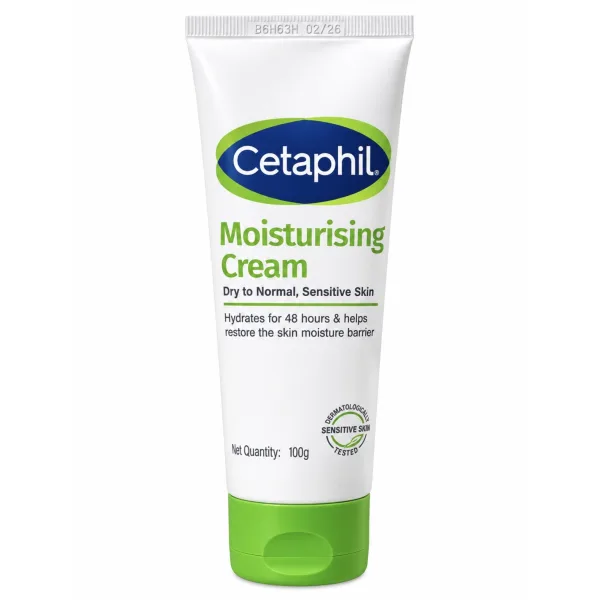 B6H63H 02/26
Cetaphil®
Moisturising
Cream
Dry to Normal, Sensitive Skin
Hydrates for 48 hours & helps
restore the skin moisture barrier
DERMATOLOGICALLY
SENSITIVE SKIN
TESTED
Net Quantity: 100g